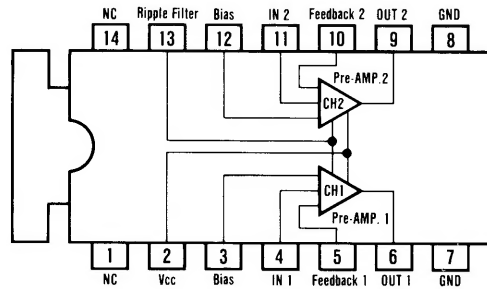 NC Ripple Filter Bias IN 2 Feedback 2 OUT 2 GND
14 13 12 11 10 9 8
Pre-AMP.2
CH2
CH1
Pre-AMP. 1
1 2 3 4 5 6 7
NC Vcc Bias IN 1 Feedback 1 OUT 1 GND